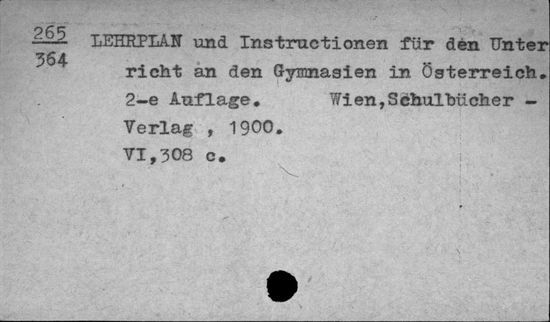 265
364
LEHRPLAN und Instructionen für den Unter
richt an den Gymnasien in Österreich.
2-e Auflage. Wien,Schulbücher -
Verlag , 1900.
VI,308 c.